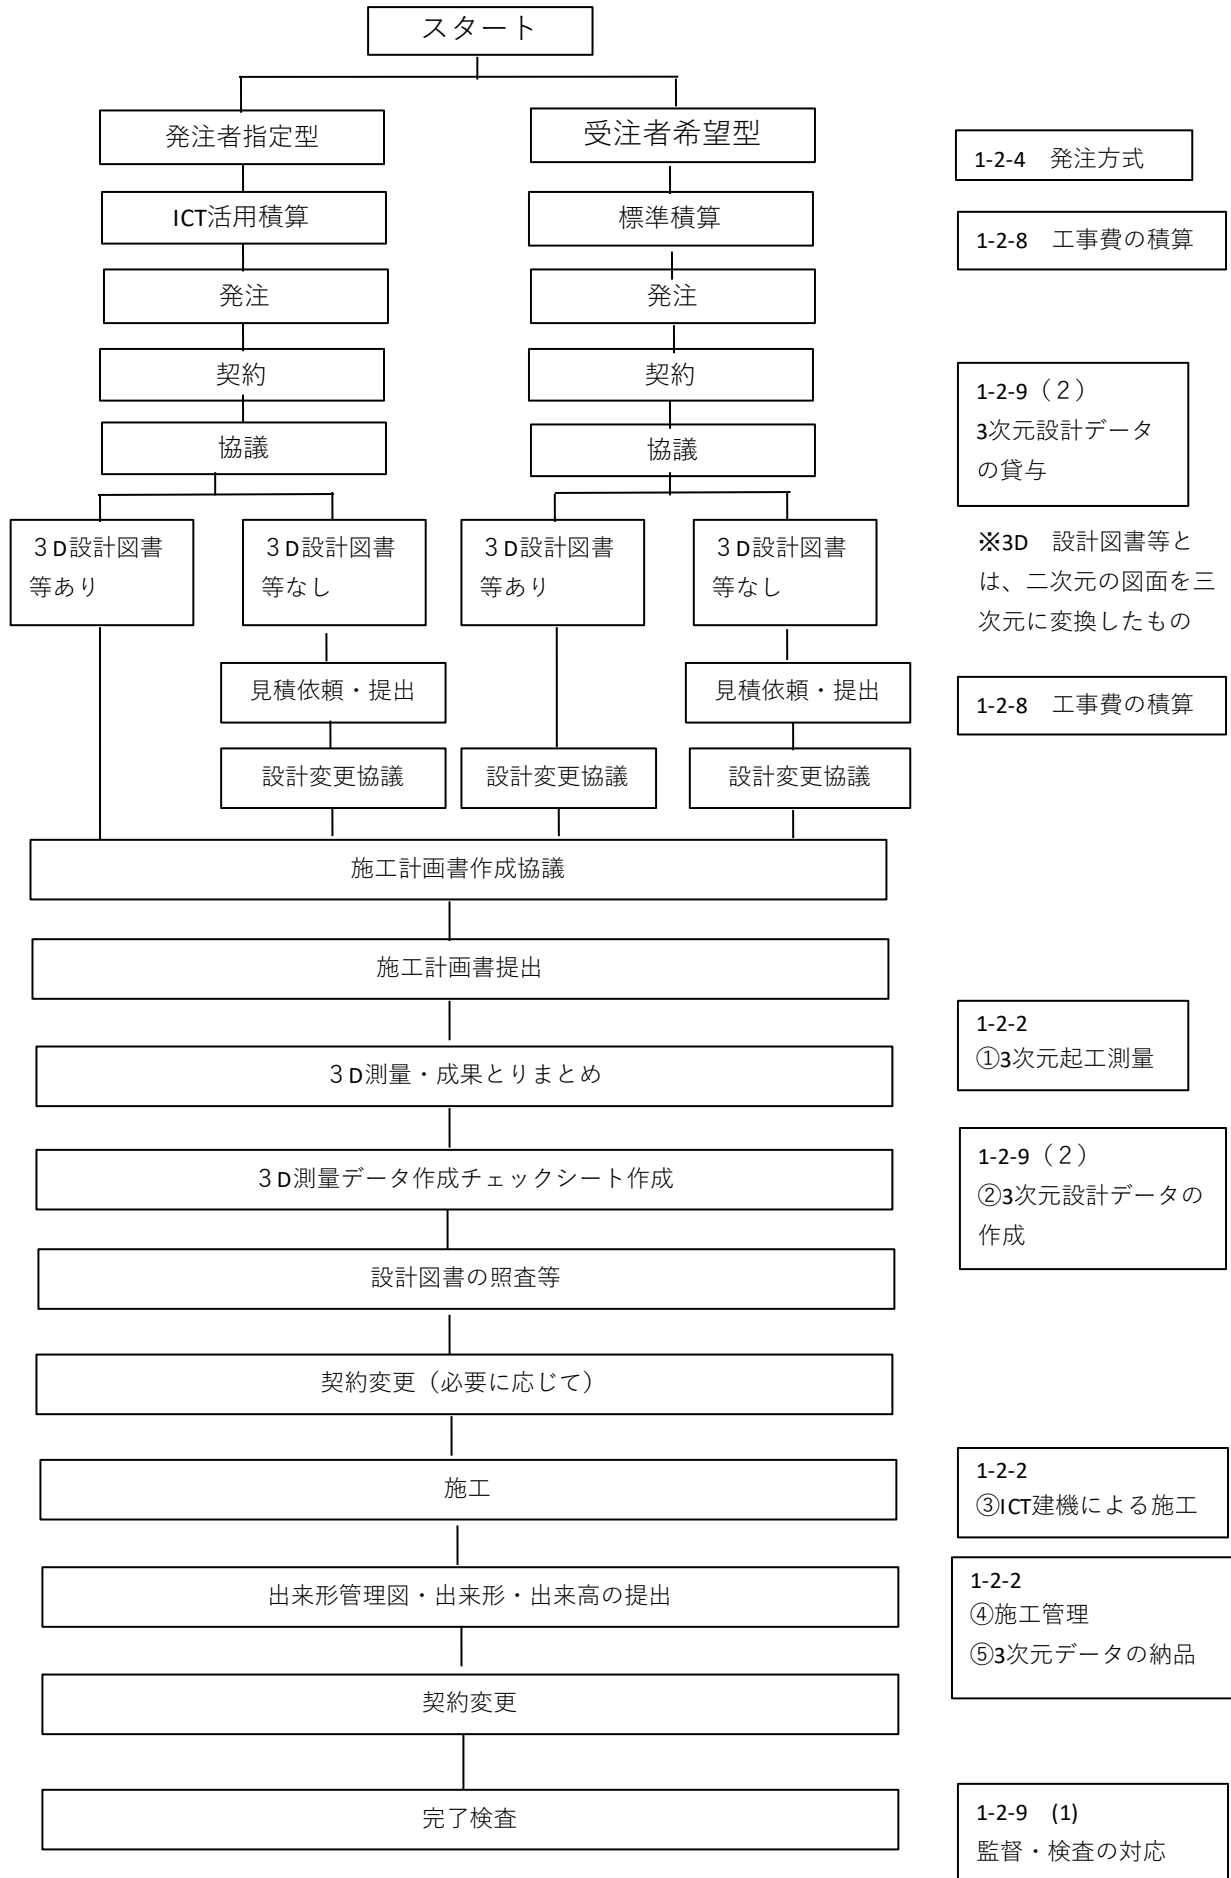 スタート
発注者指定型
受注者希望型
1-2-4　発注方式
ICT活用積算
標準積算
1-2-8　工事費の積算
発注
発注
契約
契約
1-2-9（２）
3次元設計データ
の貸与
協議
協議
３D設計図書
等あり
３D設計図書
等なし
３D設計図書
等あり
３D設計図書
等なし
※3D　設計図書等と
は、二次元の図面を三
次元に変換したもの
見積依頼・提出
見積依頼・提出
1-2-8　工事費の積算
設計変更協議
設計変更協議
設計変更協議
施工計画書作成協議
施工計画書提出
1-2-2
①3次元起工測量
３D測量・成果とりまとめ
1-2-9（２）
②3次元設計データの
作成
３D測量データ作成チェックシート作成
設計図書の照査等
契約変更（必要に応じて）
施工
1-2-2
③ICT建機による施工
出来形管理図・出来形・出来高の提出
1-2-2
④施工管理
⑤3次元データの納品
契約変更
完了検査
1-2-9　(1)
監督・検査の対応